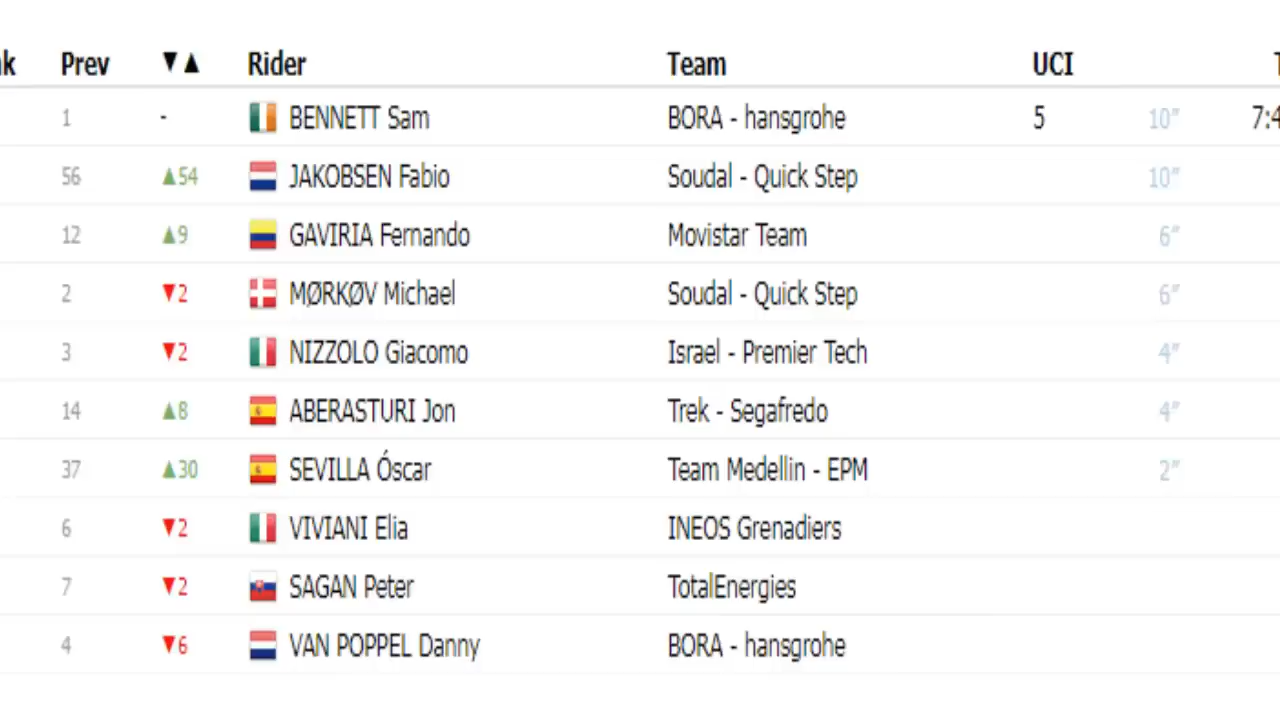 Prev ▼▲ Rider Team UCI
1 - BENNETT Sam BORA - hansgrohe 5 10″
56 ▲54 JAKOBSEN Fabio Soudal - Quick Step 10″
12 ▲9 GAVIRIA Fernando Movistar Team 6″
2 ▼2 MØRKØV Michael Soudal - Quick Step 6″
3 ▼2 NIZZOLO Giacomo Israel - Premier Tech 4″
14 ▲8 ABERASTURI Jon Trek - Segafredo 4″
37 ▲30 SEVILLA Óscar Team Medellin - EPM 2″
6 ▼2 VIVIANI Elia INEOS Grenadiers
7 ▼2 SAGAN Peter TotalEnergies
4 ▼6 VAN POPPEL Danny BORA - hansgrohe